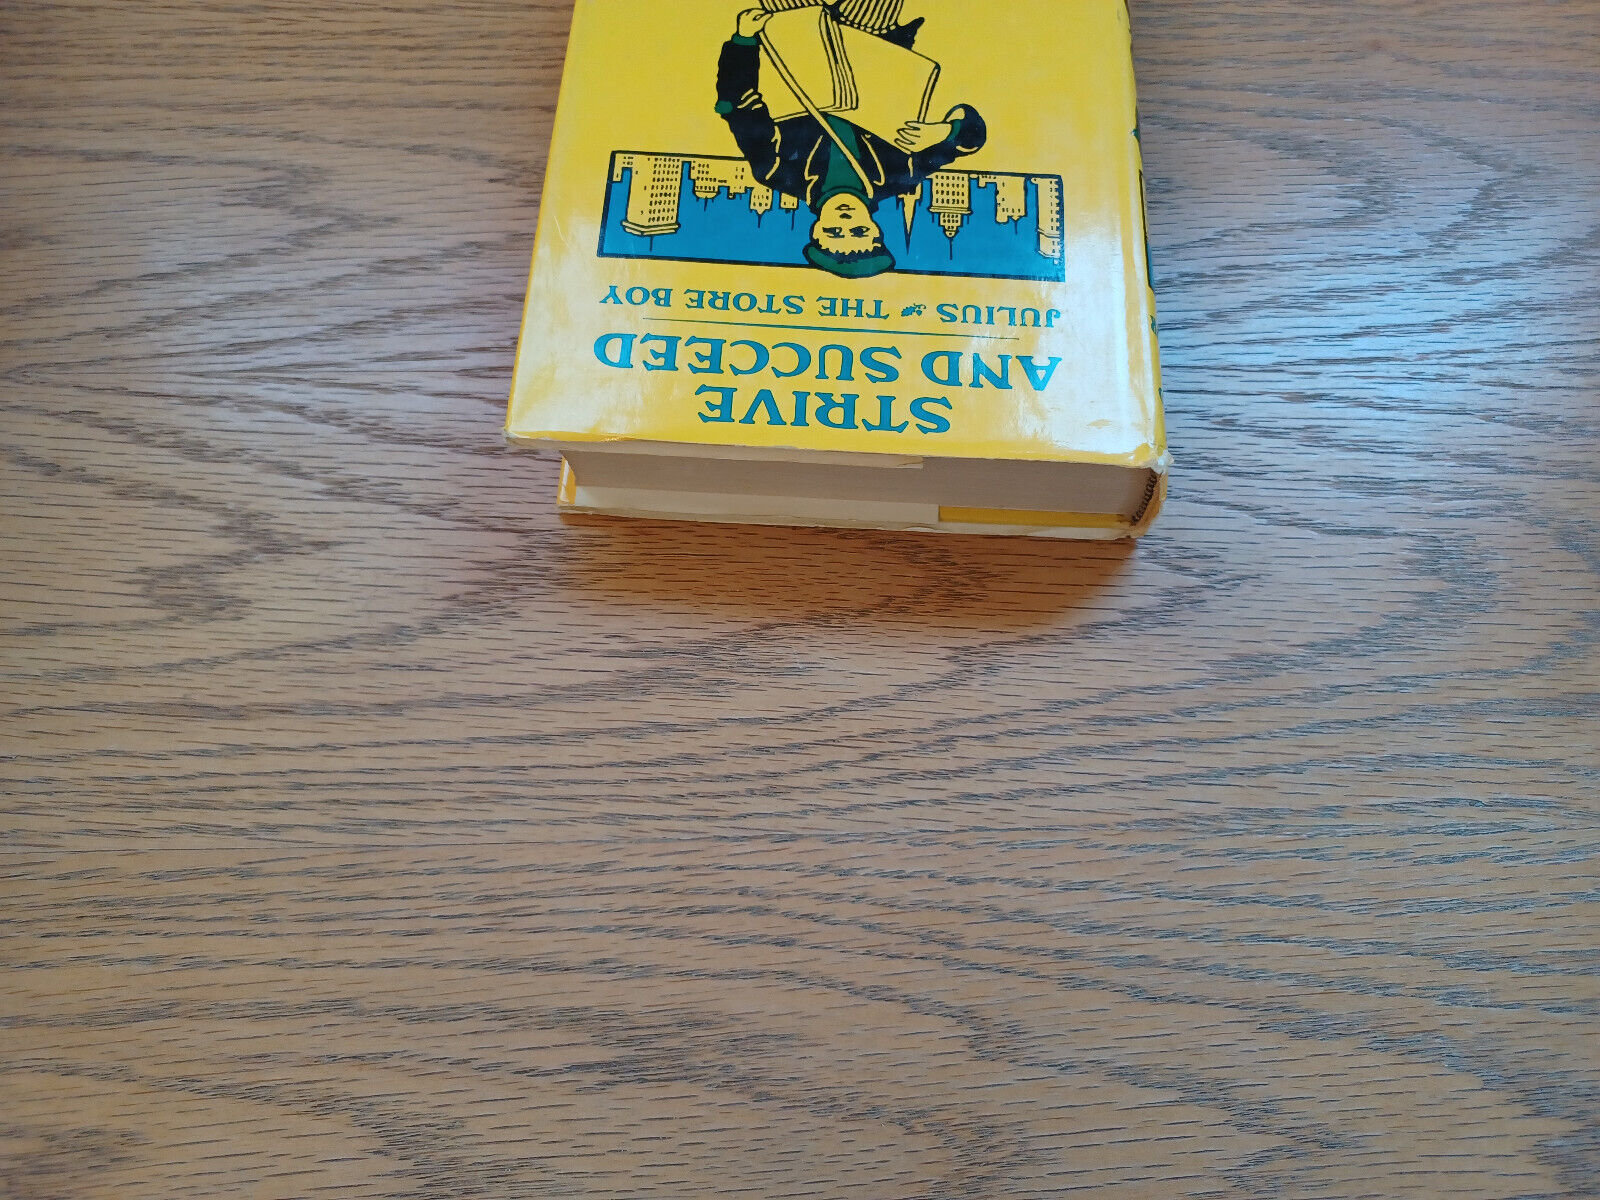 STRIVE
AND SUCCEED
JULIUS THE STORE BOY